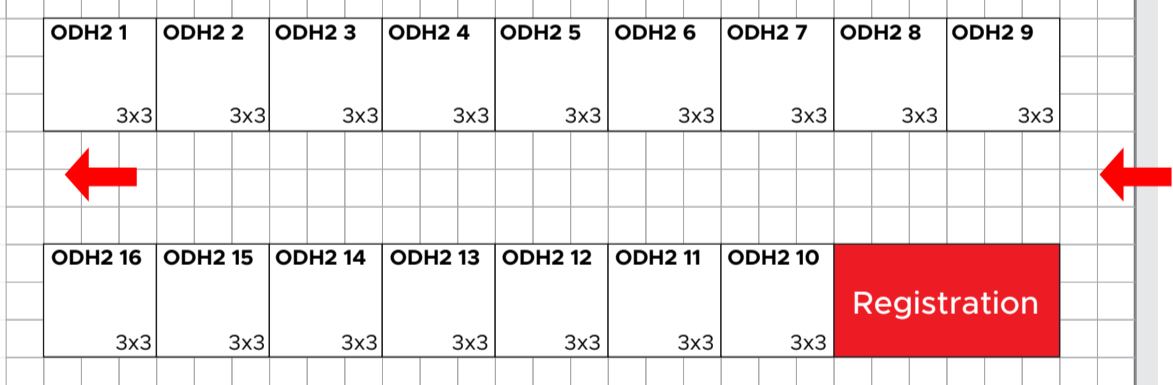 ODH2 1 ODH2 2 ODH2 3 ODH2 4 ODH2 5 ODH2 6 ODH2 7 ODH2 8 ODH2 9
3x3 3x3 3x3 3x3 3x3 3x3 3x3 3x3 3x3
ODH2 16 ODH2 15 ODH2 14 ODH2 13 ODH2 12 ODH2 11 ODH2 10
Registration
3x3 3x3 3x3 3x3 3x3 3x3 3x3